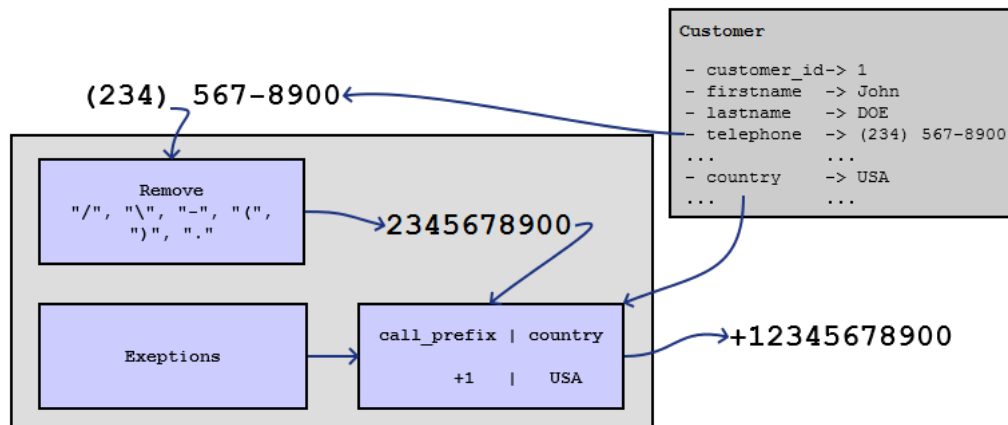 Customer
- customer_id-> 1
- firstname -> John
- lastname -> DOE
- telephone -> (234) 567-8900
... ...
- country -> USA
... ...
(234) 567-8900
Remove
"/", "\", "-", "(",
")", "."
2345678900
Exeptions
call_prefix | country
+1 | USA
+12345678900